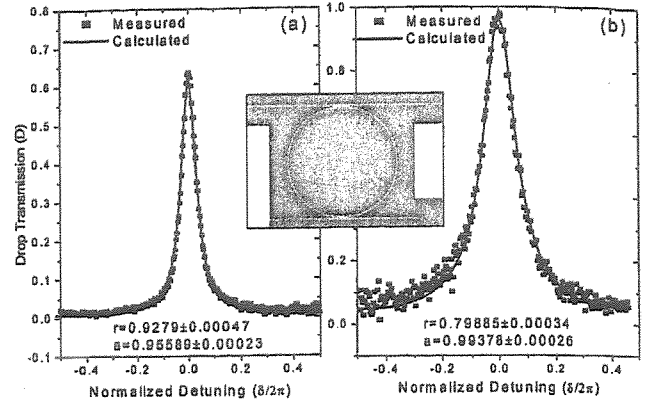 Measured (a)
Calculated
0.8
0.7
0.6
0.5
0.4
0.3
0.2
0.1
0.0
-0.1
Drop Transmission (D)
r=0.9279±0.00047
a=0.95589±0.00023
-0.4 -0.2 0.0 0.2 0.4
Normalized Detuning (δ/2π)
Measured (b)
Calculated
1.0
0.8
0.2
0.0
r=0.79885±0.00034
a=0.99378±0.00026
-0.4 -0.2 0.0 0.2 0.4
Normalized Detuning (δ/2π)